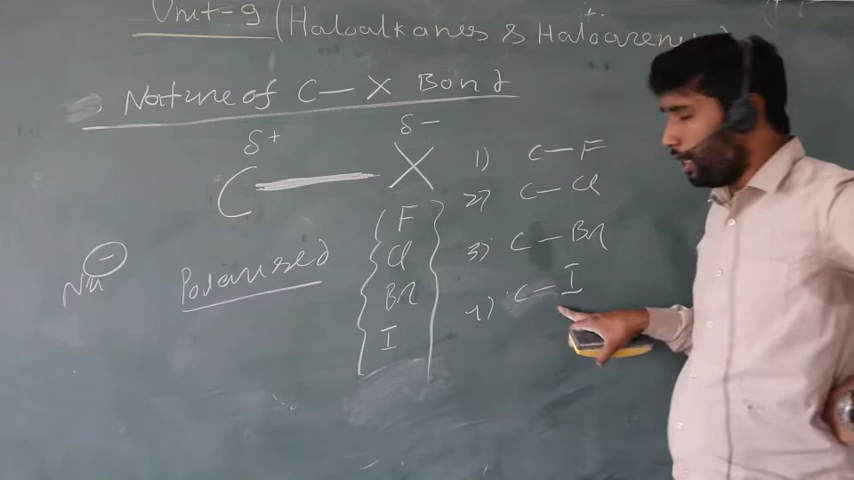 Unit-9 (Haloalkanes & Haloarenes)
Nature of C—X Bond
δ+ δ-
C — X
1) C—F
2) C—Cl
3) C—Br
4) C—I
F
Cl
Br
I
Polarised
Nu -